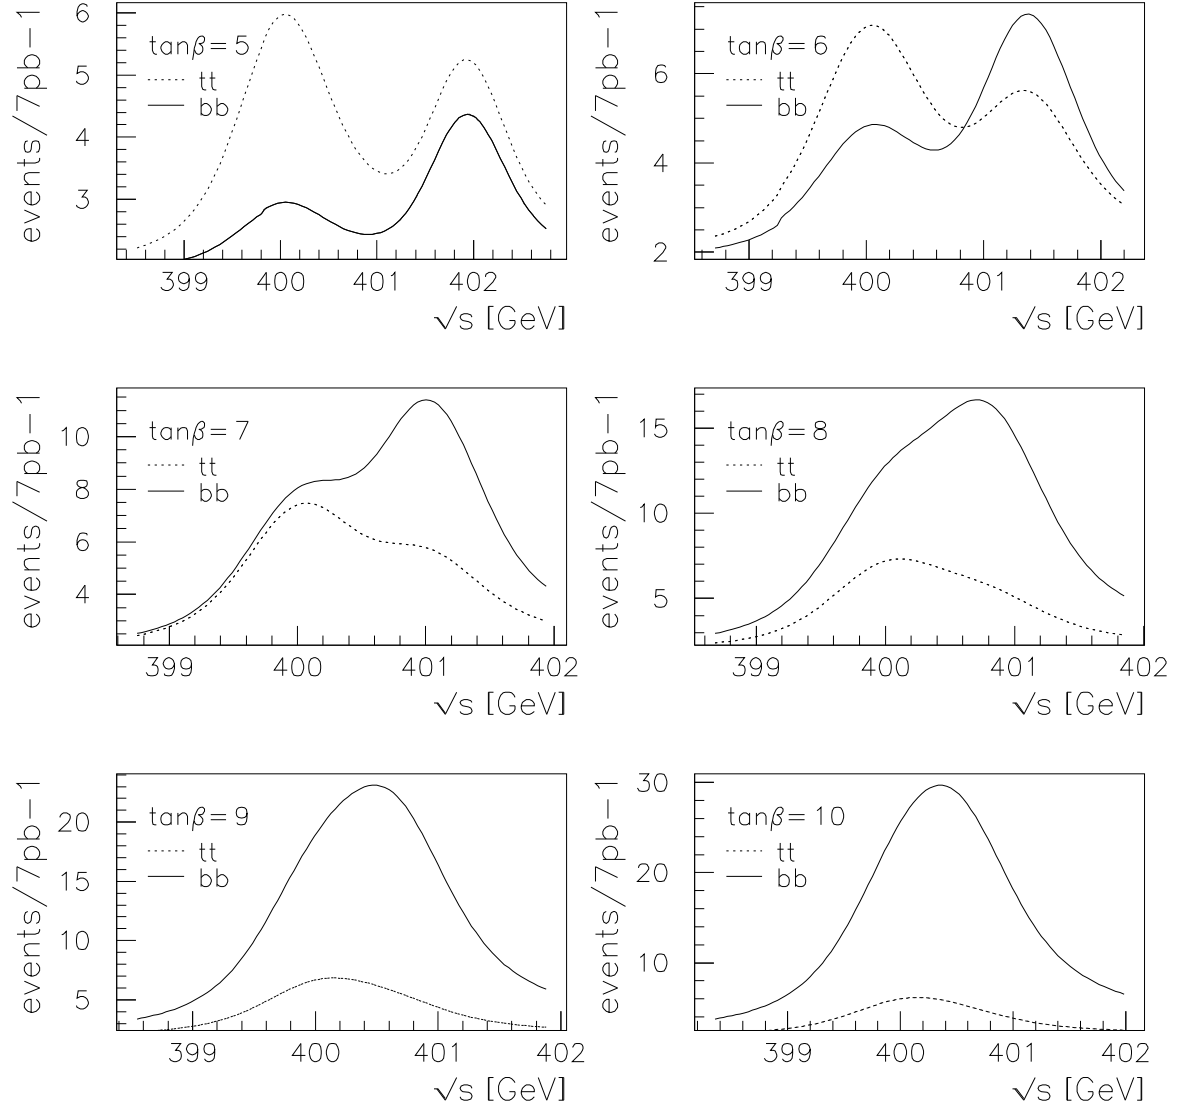 events/7pb−1
6
5
4
3
tanβ=5
tt
bb
399 400 401 402
√s [GeV]
events/7pb−1
6
4
2
tanβ=6
tt
bb
399 400 401 402
√s [GeV]
events/7pb−1
10
8
6
4
tanβ=7
tt
bb
399 400 401 402
√s [GeV]
events/7pb−1
15
10
5
tanβ=8
tt
bb
399 400 401 402
√s [GeV]
events/7pb−1
20
15
10
5
tanβ=9
tt
bb
399 400 401 402
√s [GeV]
events/7pb−1
30
20
10
tanβ=10
tt
bb
399 400 401 402
√s [GeV]